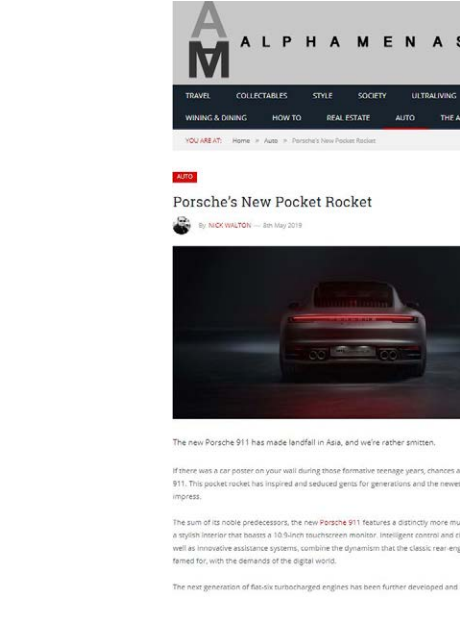 ALPHAMEN AS
TRAVEL COLLECTABLES STYLE SOCIETY ULTRALIVING
WINING & DINING HOW TO REAL ESTATE AUTO THE A
YOU ARE AT: Home » Auto » Porsche's New Pocket Rocket
AUTO
Porsche's New Pocket Rocket
By NICK WALTON — 8th May 2019
PORSCHE
The new Porsche 911 has made landfall in Asia, and we're rather smitten.
If there was a car poster on your wall during those formative teenage years, chances a
911. This pocket rocket has inspired and seduced gents for generations and the newes
impress.
The sum of its noble predecessors, the new Porsche 911 features a distinctly more mu
a stylish interior that boasts a 10.9-inch touchscreen monitor. Intelligent control and c
well as innovative assistance systems, combine the dynamism that the classic rear-eng
famed for, with the demands of the digital world.
The next generation of flat-six turbocharged engines has been further developed and